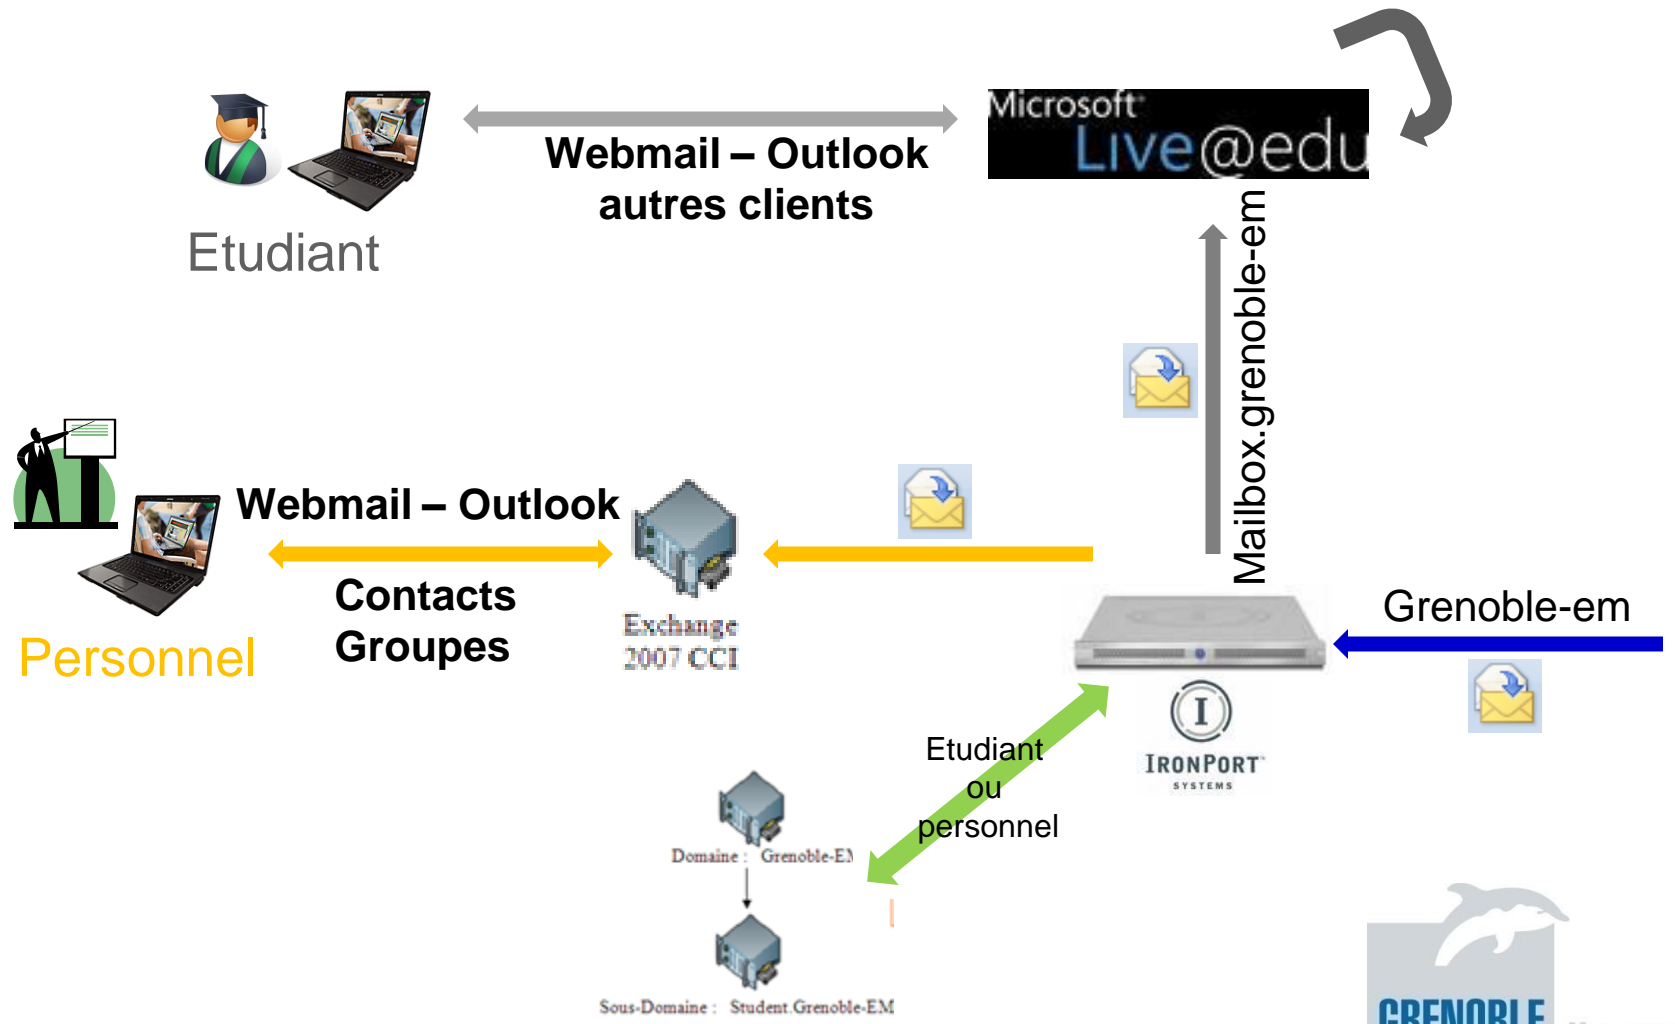 Microsoft
Live@edu
Webmail – Outlook
autres clients
Etudiant
Mailbox.grenoble-em
Webmail – Outlook
Contacts
Groupes
Personnel
Exchange
2007 CCI
Grenoble-em
IRONPORT
SYSTEMS
Etudiant
ou
personnel
Domaine : Grenoble-EM
Sous-Domaine : Student.Grenoble-EM
GRENOBLE